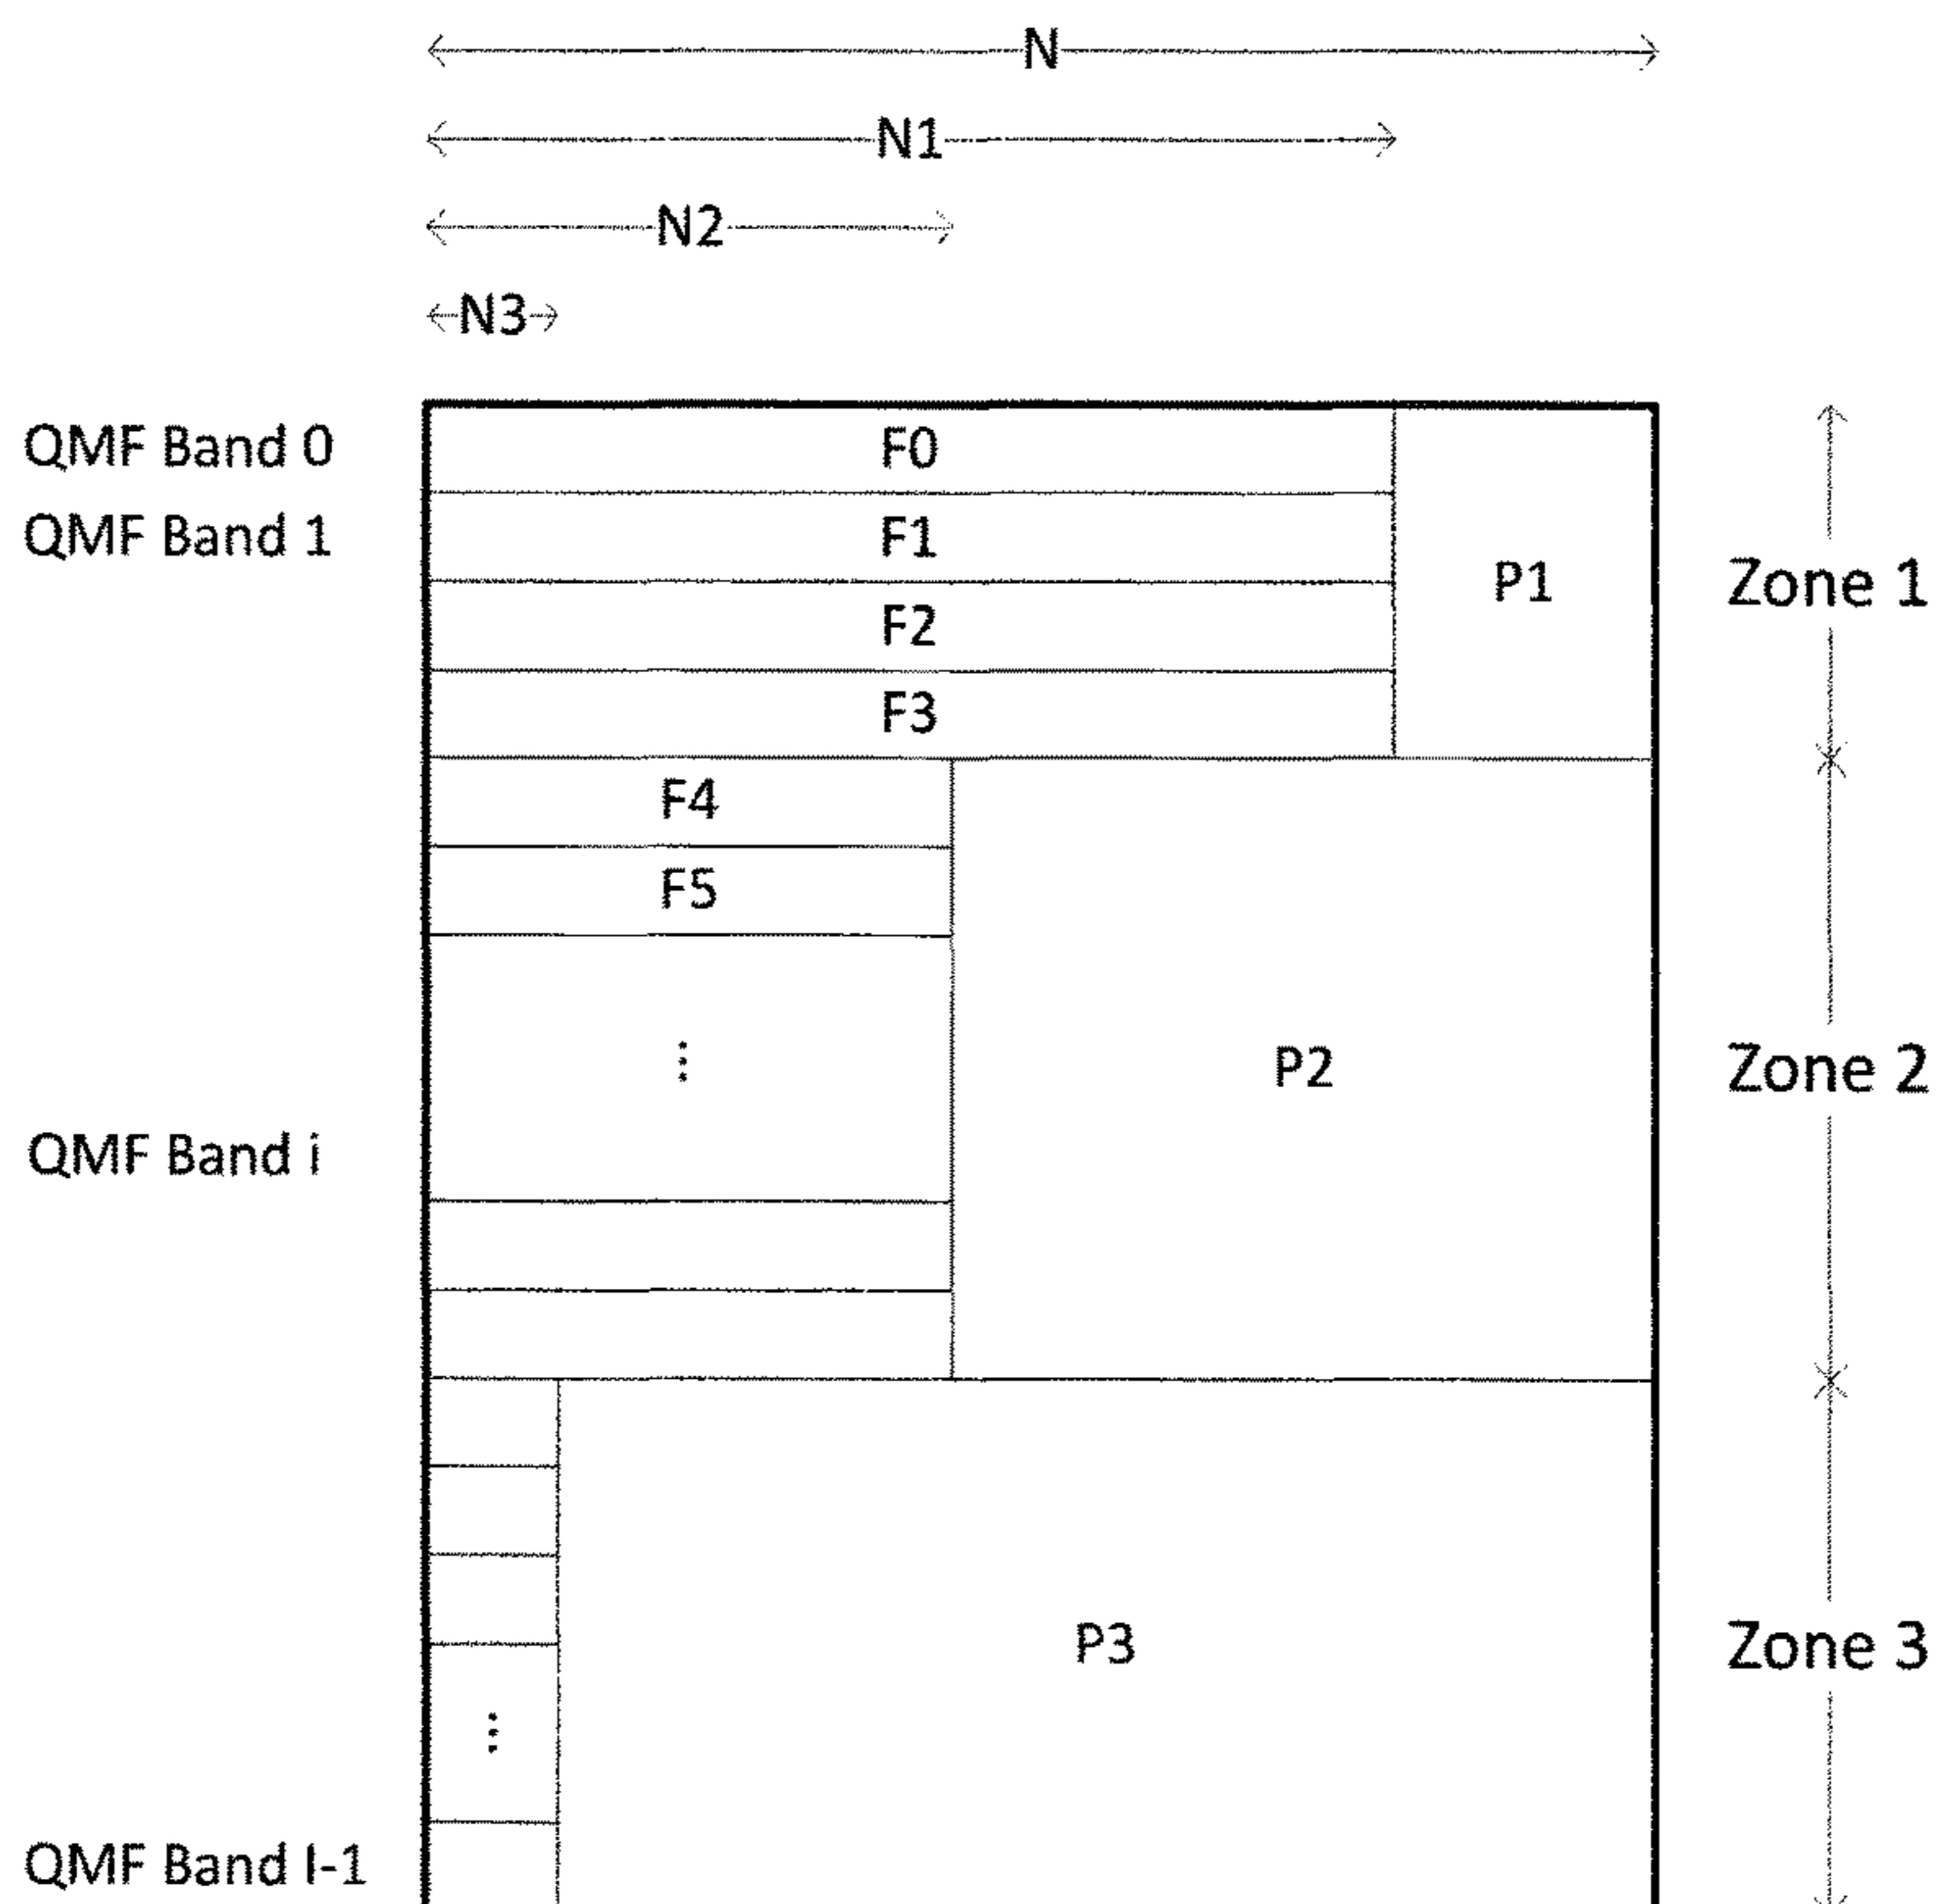 N
N1
N2
N3
QMF Band 0
F0
QMF Band 1
F1
P1
Zone 1
F2
F3
F4
F5
⋮
P2
Zone 2
QMF Band i
P3
Zone 3
⋮
QMF Band I-1